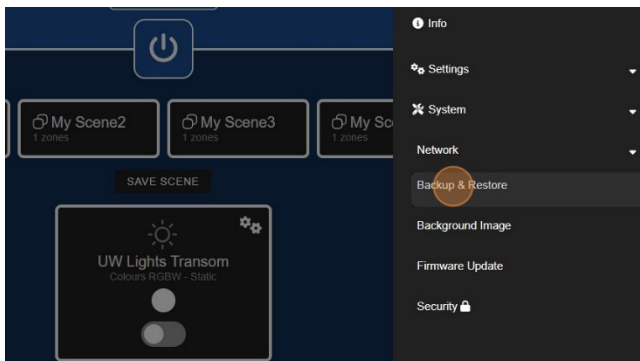 Info
Settings
System
Network
Backup & Restore
Background Image
Firmware Update
Security
My Scene2
1 zones
My Scene3
1 zones
My Sc
1 zones
SAVE SCENE
UW Lights Transom
Colours RGBW - Static